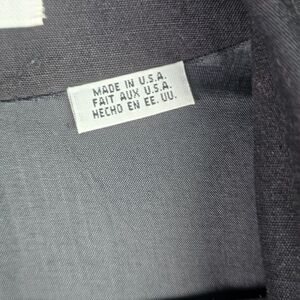 MADE IN U.S.A.
FAIT AUX U.S.A.
HECHO EN EE.UU.